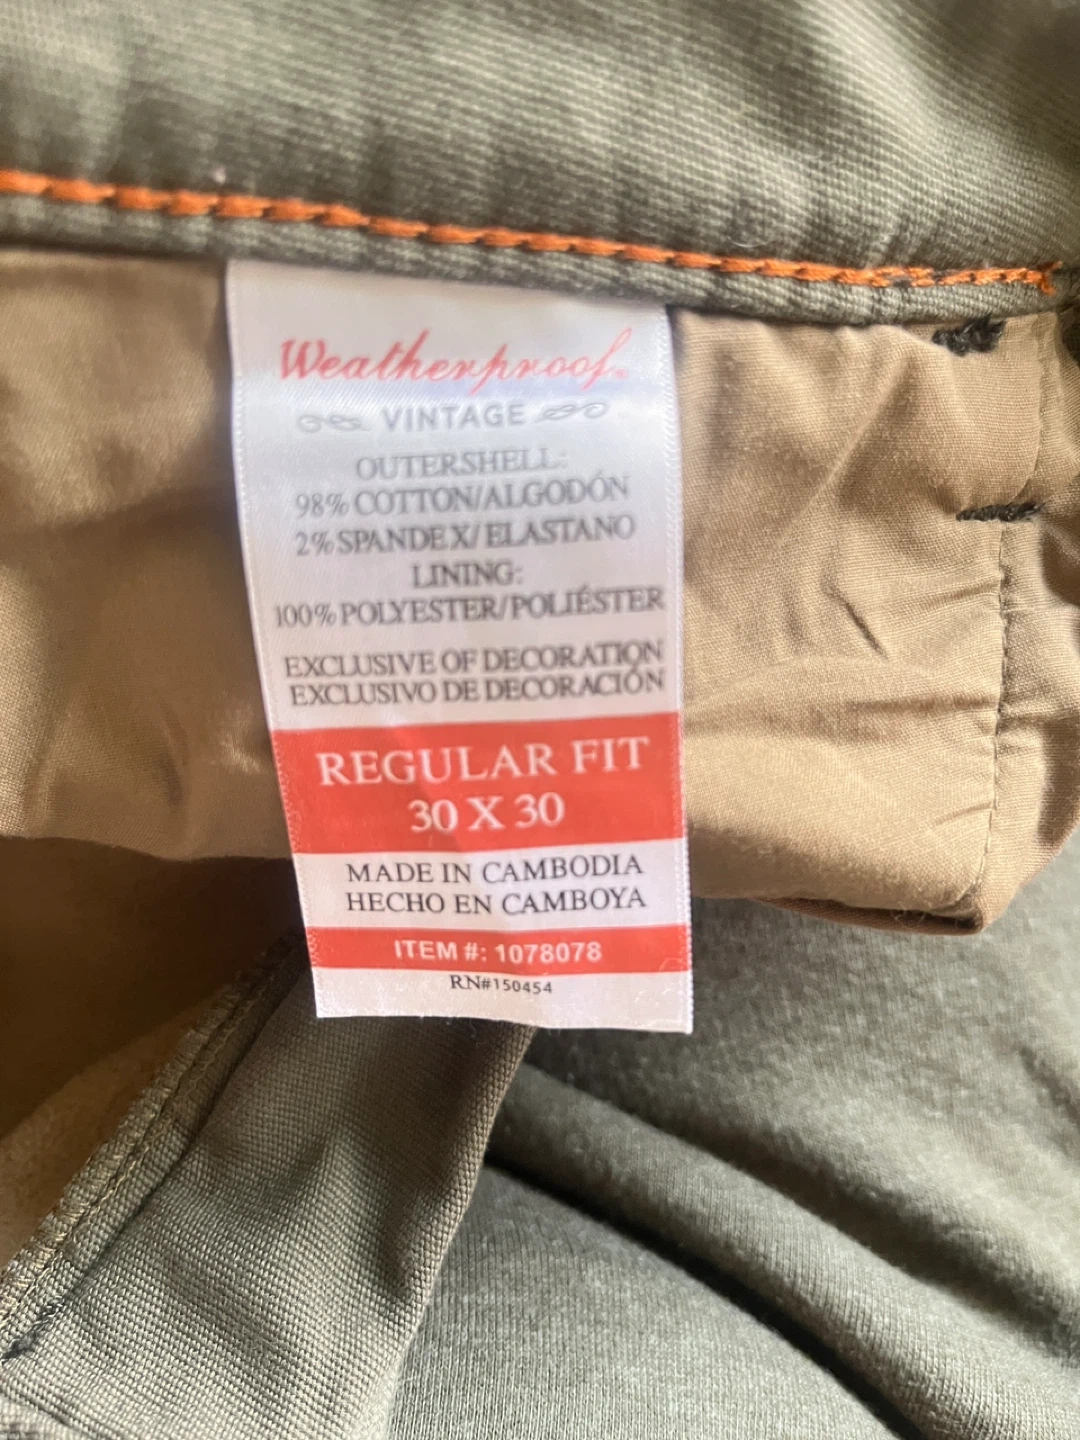 Weatherproof
VINTAGE
OUTERSHELL:
98% COTTON/ALGODÓN
2% SPANDEX/ ELASTANO
LINING:
100% POLYESTER/POLIÉSTER
EXCLUSIVE OF DECORATION
EXCLUSIVO DE DECORACIÓN
REGULAR FIT
30 X 30
MADE IN CAMBODIA
HECHO EN CAMBOYA
ITEM #: 1078078
RN#150454